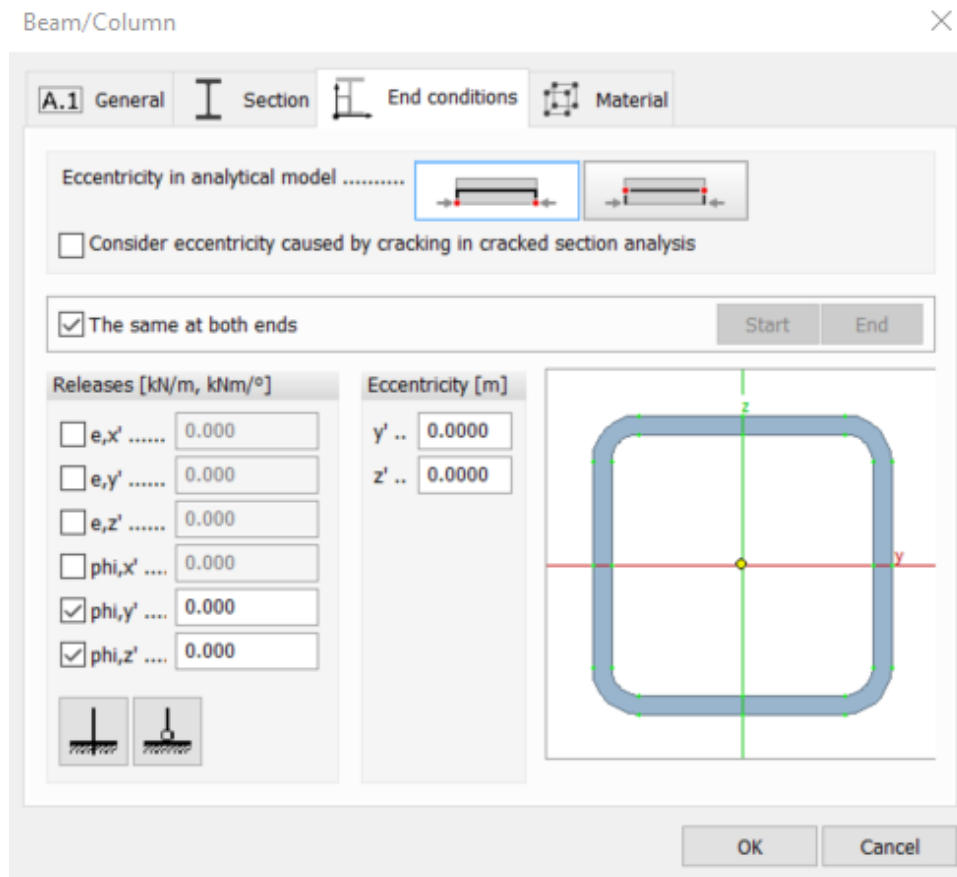 Beam/Column
A.1 General Section End conditions Material
Eccentricity in analytical model ..........
Consider eccentricity caused by cracking in cracked section analysis
The same at both ends Start End
Releases [kN/m, kNm/°] Eccentricity [m]
e,x' ...... 0.000 y' .. 0.0000
e,y' ...... 0.000 z' .. 0.0000
e,z' ...... 0.000
phi,x' .... 0.000
phi,y' .... 0.000
phi,z' .... 0.000
z
y
OK Cancel